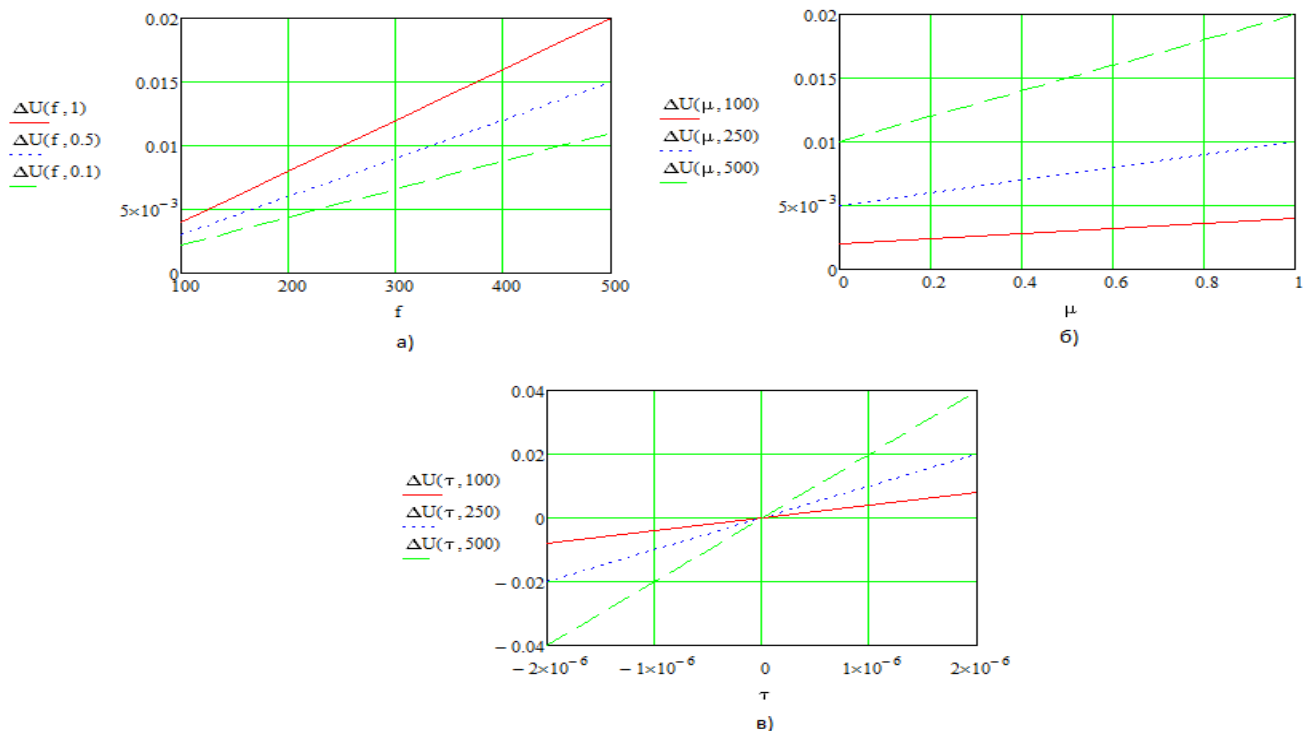 0.02
0.015
0.01
5×10⁻³
0
ΔU(f,1)
ΔU(f,0.5)
ΔU(f,0.1)
100 200 300 400 500
f
а)
0.02
0.015
0.01
5×10⁻³
0
ΔU(μ,100)
ΔU(μ,250)
ΔU(μ,500)
0 0.2 0.4 0.6 0.8 1
μ
б)
0.04
0.02
0
−0.02
−0.04
ΔU(τ,100)
ΔU(τ,250)
ΔU(τ,500)
−2×10⁻⁶ −1×10⁻⁶ 0 1×10⁻⁶ 2×10⁻⁶
τ
в)